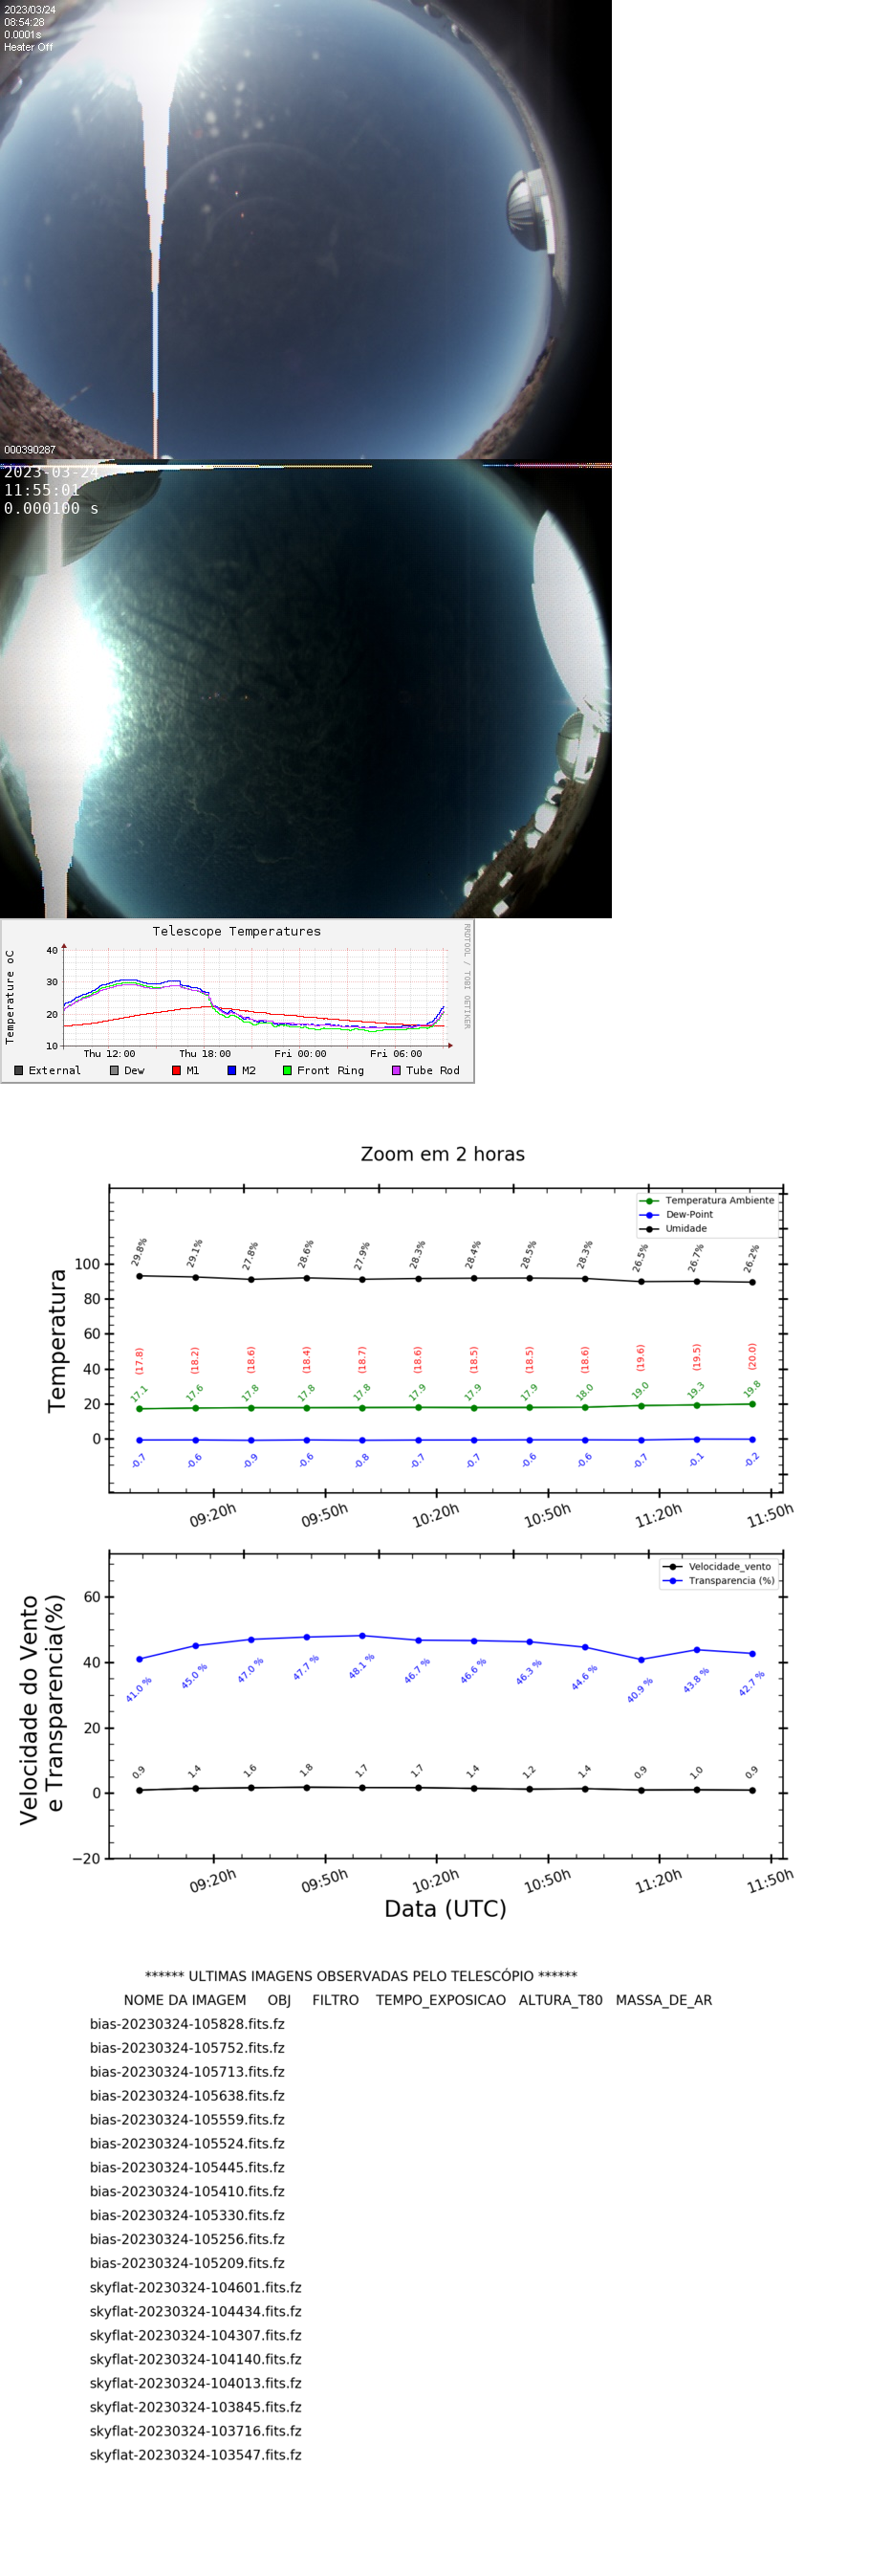 2023/03/24
08:54:28
0.0001s
Heater Off
000390287
2023-03-24
11:55:01
0.000100 s
Telescope Temperatures
RRDTOOL / TOBI OETIKER
Temperature oC
40
30
20
10
Thu 12:00 Thu 18:00 Fri 00:00 Fri 06:00
External Dew M1 M2 Front Ring Tube Rod
Zoom em 2 horas
Temperatura Ambiente
Dew-Point
Umidade
Temperatura
100
80
60
40
20
0
29.8% 29.1% 27.8% 28.6% 27.9% 28.3% 28.4% 28.5% 28.3% 26.5% 26.7% 26.2%
(17.8) (18.2) (18.6) (18.4) (18.7) (18.6) (18.5) (18.5) (18.6) (19.6) (19.5) (20.0)
17.1 17.6 17.8 17.8 17.8 17.9 17.9 17.9 18.0 19.0 19.3 19.8
-0.7 -0.6 -0.9 -0.6 -0.8 -0.7 -0.7 -0.6 -0.6 -0.7 -0.1 -0.2
09:20h 09:50h 10:20h 10:50h 11:20h 11:50h
Velocidade_vento
Transparencia (%)
Velocidade do Vento
e Transparencia(%)
60
40
20
0
−20
41.0 % 45.0 % 47.0 % 47.7 % 48.1 % 46.7 % 46.6 % 46.3 % 44.6 % 40.9 % 43.8 % 42.7 %
0.9 1.4 1.6 1.8 1.7 1.7 1.4 1.2 1.4 0.9 1.0 0.9
09:20h 09:50h 10:20h 10:50h 11:20h 11:50h
Data (UTC)
****** ULTIMAS IMAGENS OBSERVADAS PELO TELESCÓPIO ******
NOME DA IMAGEM OBJ FILTRO TEMPO_EXPOSICAO ALTURA_T80 MASSA_DE_AR
bias-20230324-105828.fits.fz
bias-20230324-105752.fits.fz
bias-20230324-105713.fits.fz
bias-20230324-105638.fits.fz
bias-20230324-105559.fits.fz
bias-20230324-105524.fits.fz
bias-20230324-105445.fits.fz
bias-20230324-105410.fits.fz
bias-20230324-105330.fits.fz
bias-20230324-105256.fits.fz
bias-20230324-105209.fits.fz
skyflat-20230324-104601.fits.fz
skyflat-20230324-104434.fits.fz
skyflat-20230324-104307.fits.fz
skyflat-20230324-104140.fits.fz
skyflat-20230324-104013.fits.fz
skyflat-20230324-103845.fits.fz
skyflat-20230324-103716.fits.fz
skyflat-20230324-103547.fits.fz